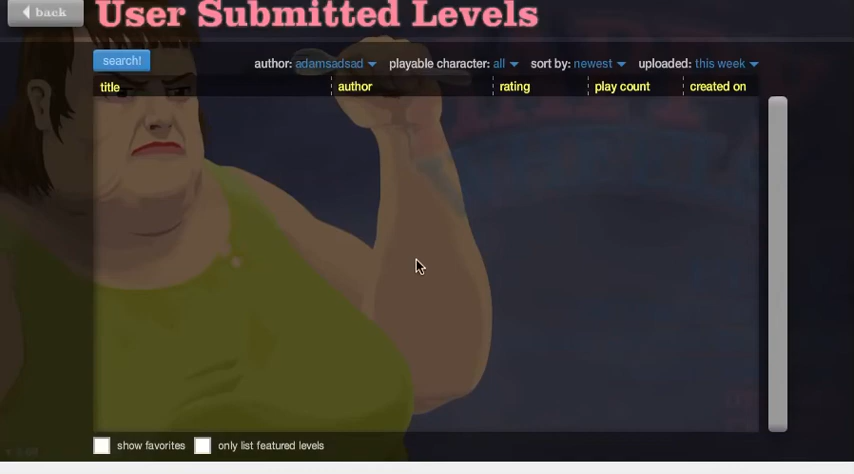 back
User Submitted Levels
search!
author: adamsadsad playable character: all sort by: newest uploaded: this week
title author rating play count created on
show favorites only list featured levels